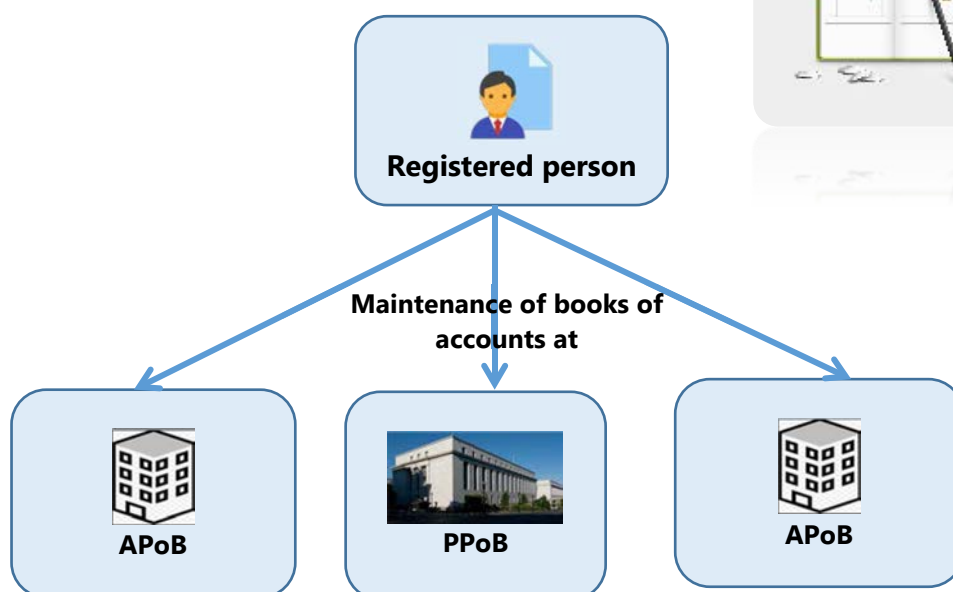 Registered person
Maintenance of books of
accounts at
APoB
PPoB
APoB